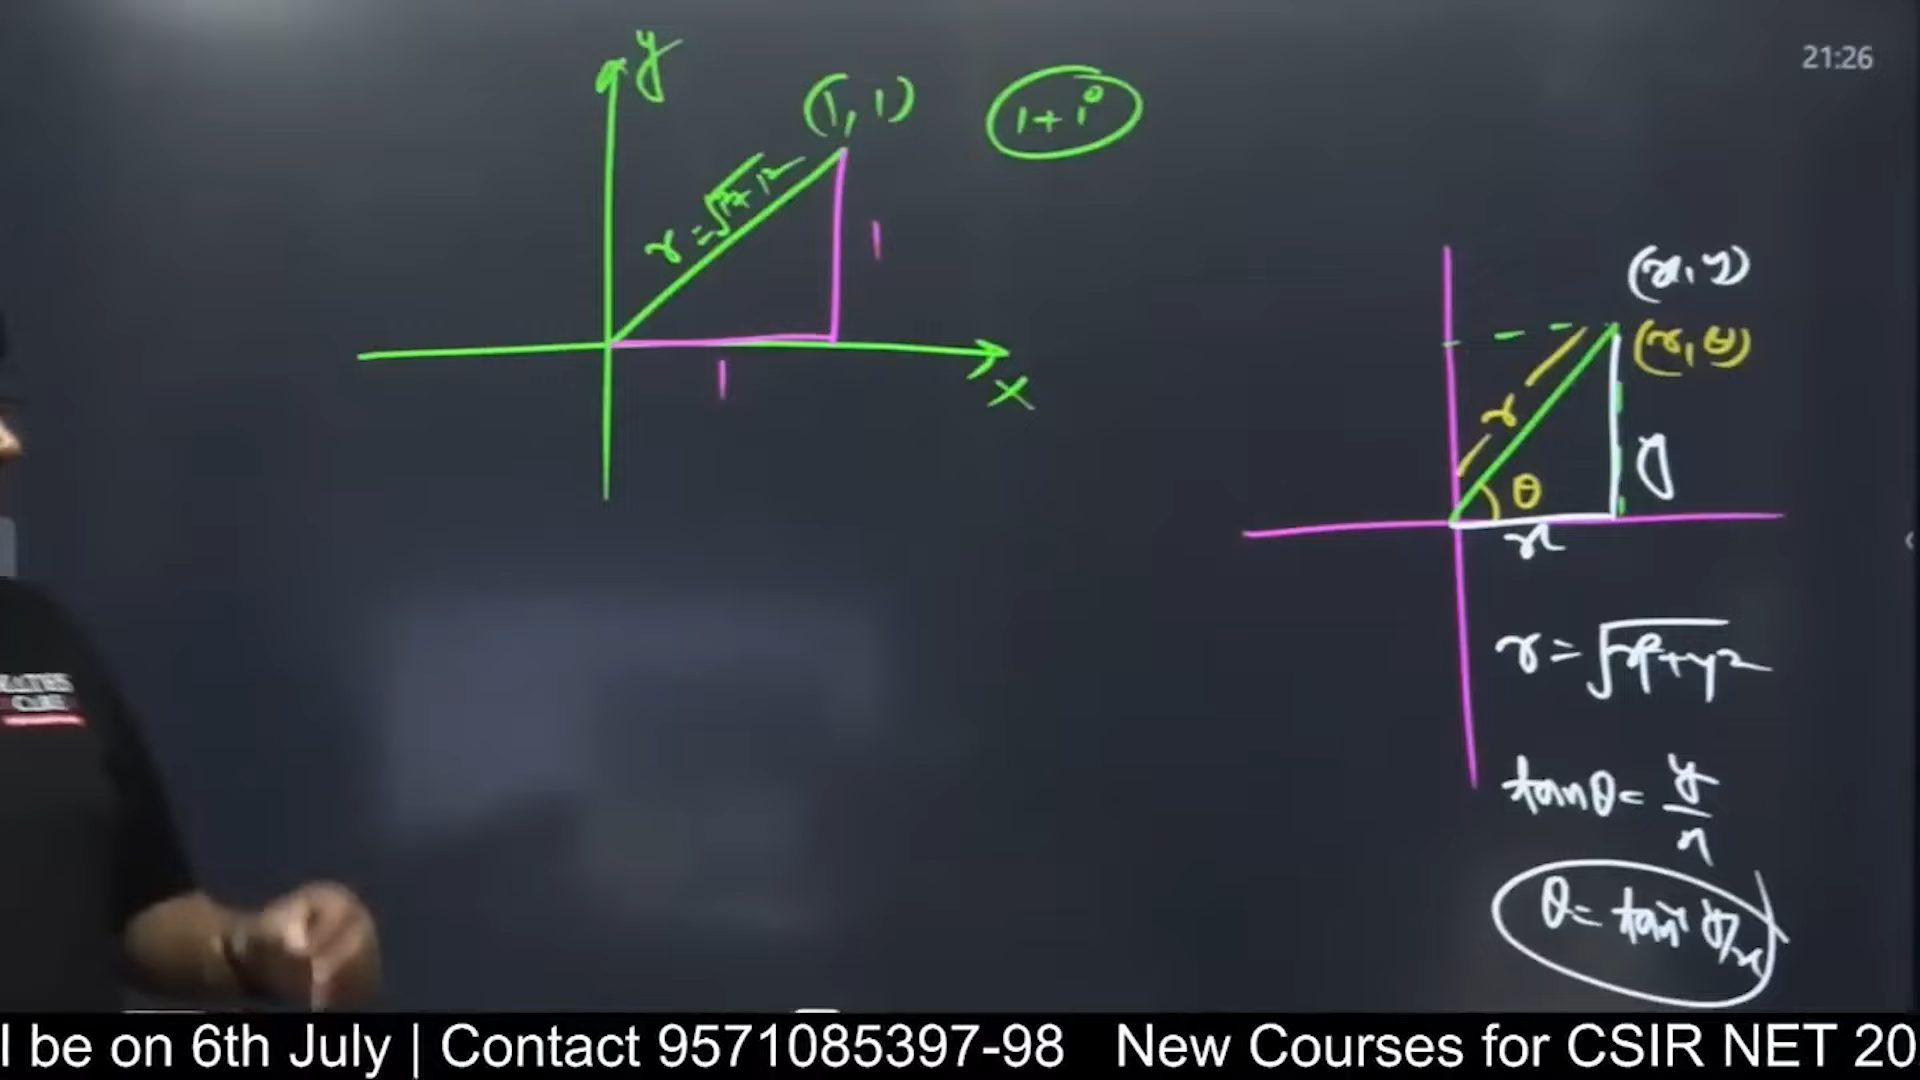 21:26
y
(1,1)
1+i
r=√1²+1²
1
1
x
(x,y)
(r,θ)
r
θ
y
x
r=√x²+y²
tanθ= y/x
θ= tan⁻¹ y/x
l be on 6th July | Contact 9571085397-98 New Courses for CSIR NET 20